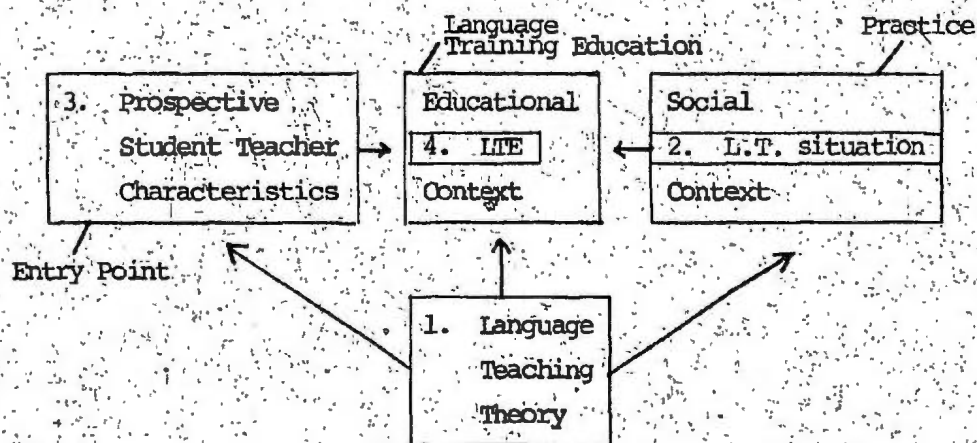 Language
Training Education
Practice
3. Prospective
Student Teacher
Characteristics
Educational
4. LTE
Context
Social
2. L.T. situation
Context
Entry Point
1. Language
Teaching
Theory